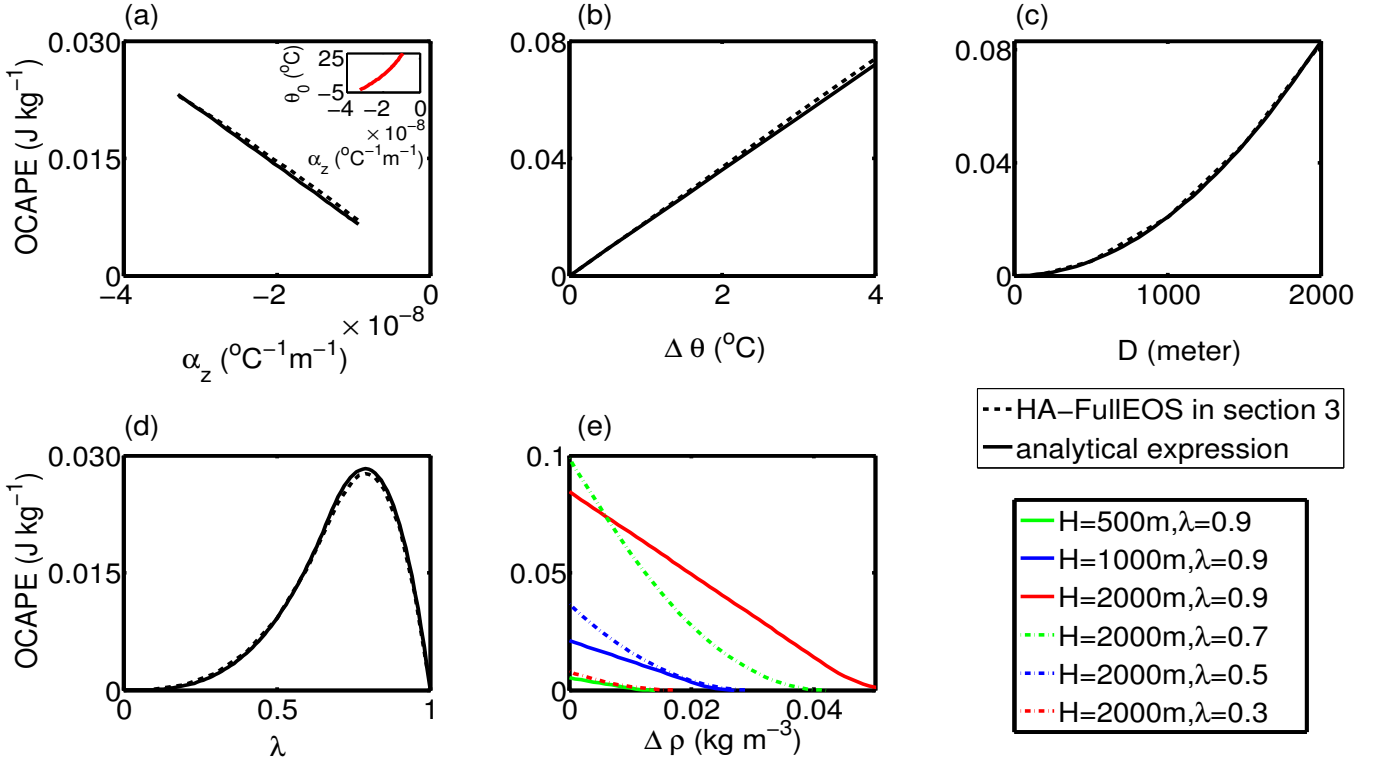 (a)
0.030
0.015
0
OCAPE (J kg⁻¹)
−4
−2
0
× 10⁻⁸
α_z (°C⁻¹m⁻¹)
25
−5
θ_0 (°C)
−4
−2
0
× 10⁻⁸
α_z (°C⁻¹m⁻¹)
(b)
0.08
0.04
0
0
2
4
Δ θ (°C)
(c)
0.08
0.04
0
0
1000
2000
D (meter)
HA−FullEOS in section 3
analytical expression
(d)
0.030
0.015
0
OCAPE (J kg⁻¹)
0
0.5
1
λ
(e)
0.1
0.05
0
0
0.02
0.04
Δ ρ (kg m⁻³)
H=500m,λ=0.9
H=1000m,λ=0.9
H=2000m,λ=0.9
H=2000m,λ=0.7
H=2000m,λ=0.5
H=2000m,λ=0.3